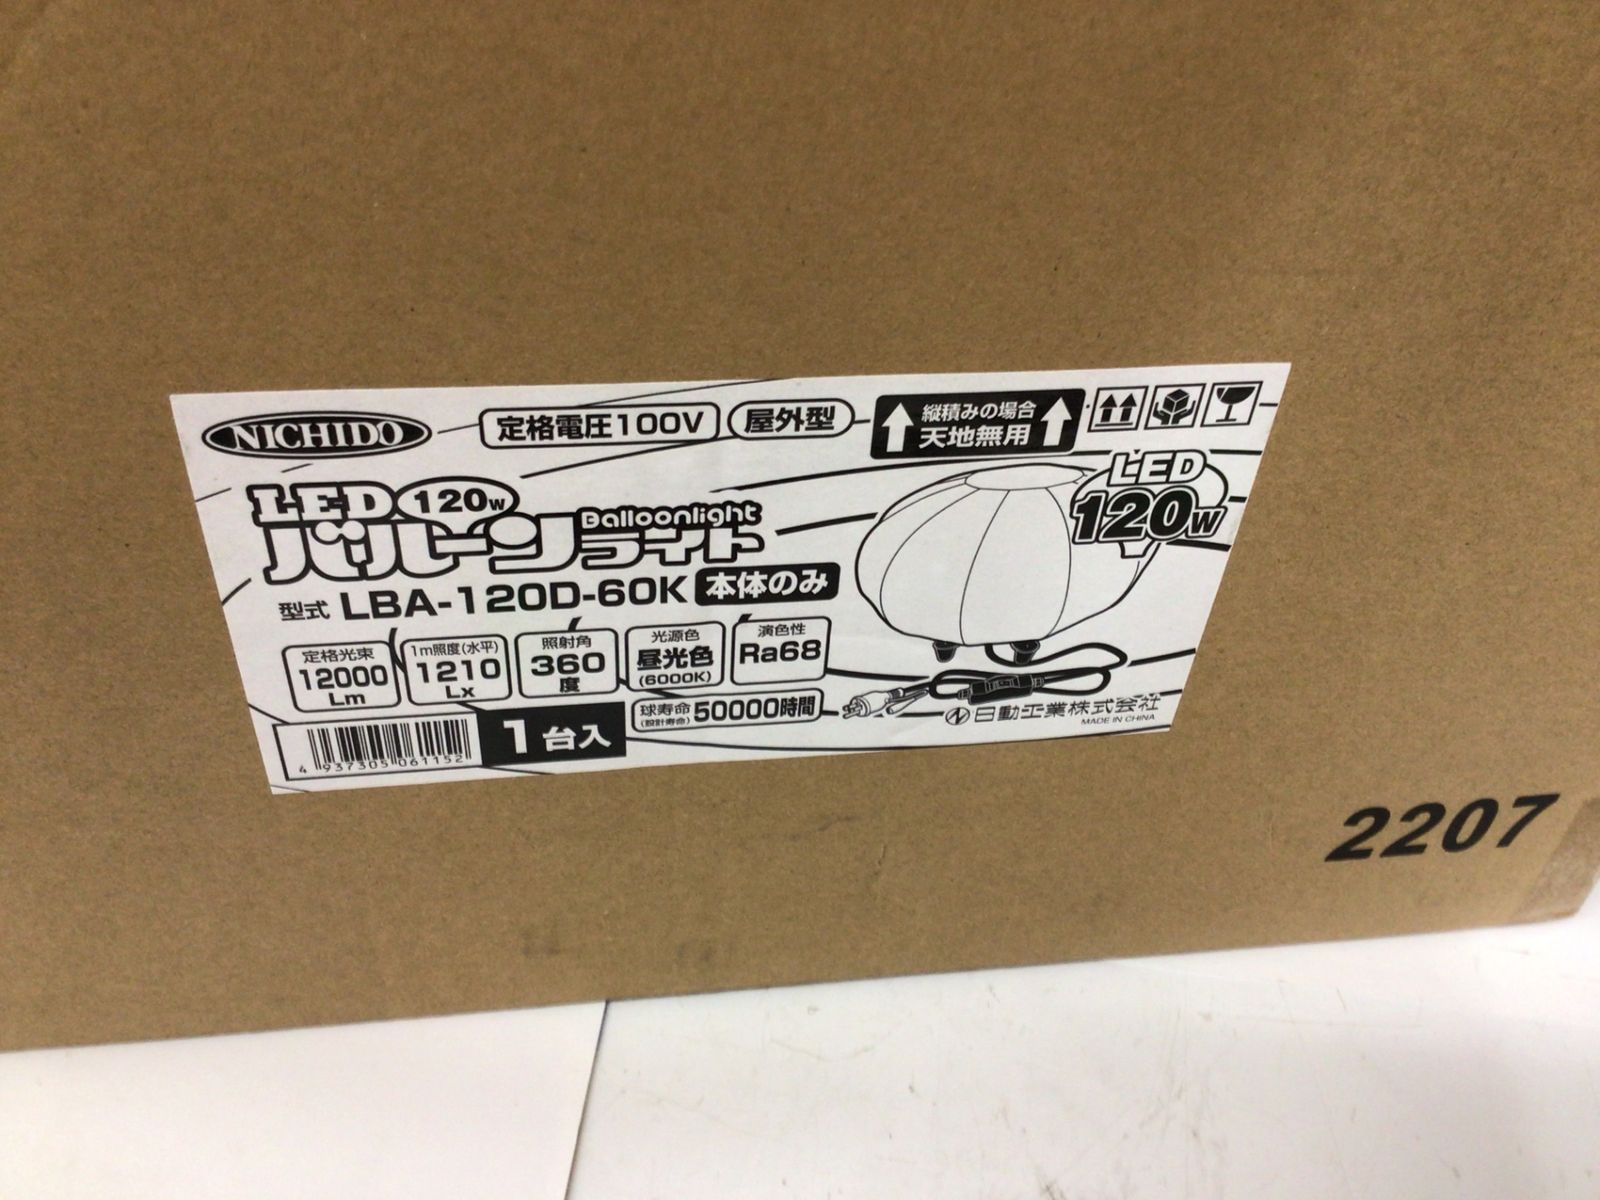 NICHIDO
定格電圧100V
屋外型
縦積みの場合
天地無用
LED 120W
バルーンライト
Balloonlight
LED
120W
型式 LBA-120D-60K 本体のみ
定格光束
12000
Lm
1m照度(水平)
1210
Lx
照射角
360
度
光源色
昼光色
(6000K)
演色性
Ra68
球寿命
(設計寿命)
50000時間
日動工業株式会社
MADE IN CHINA
4 937305 061152
1台入
2207